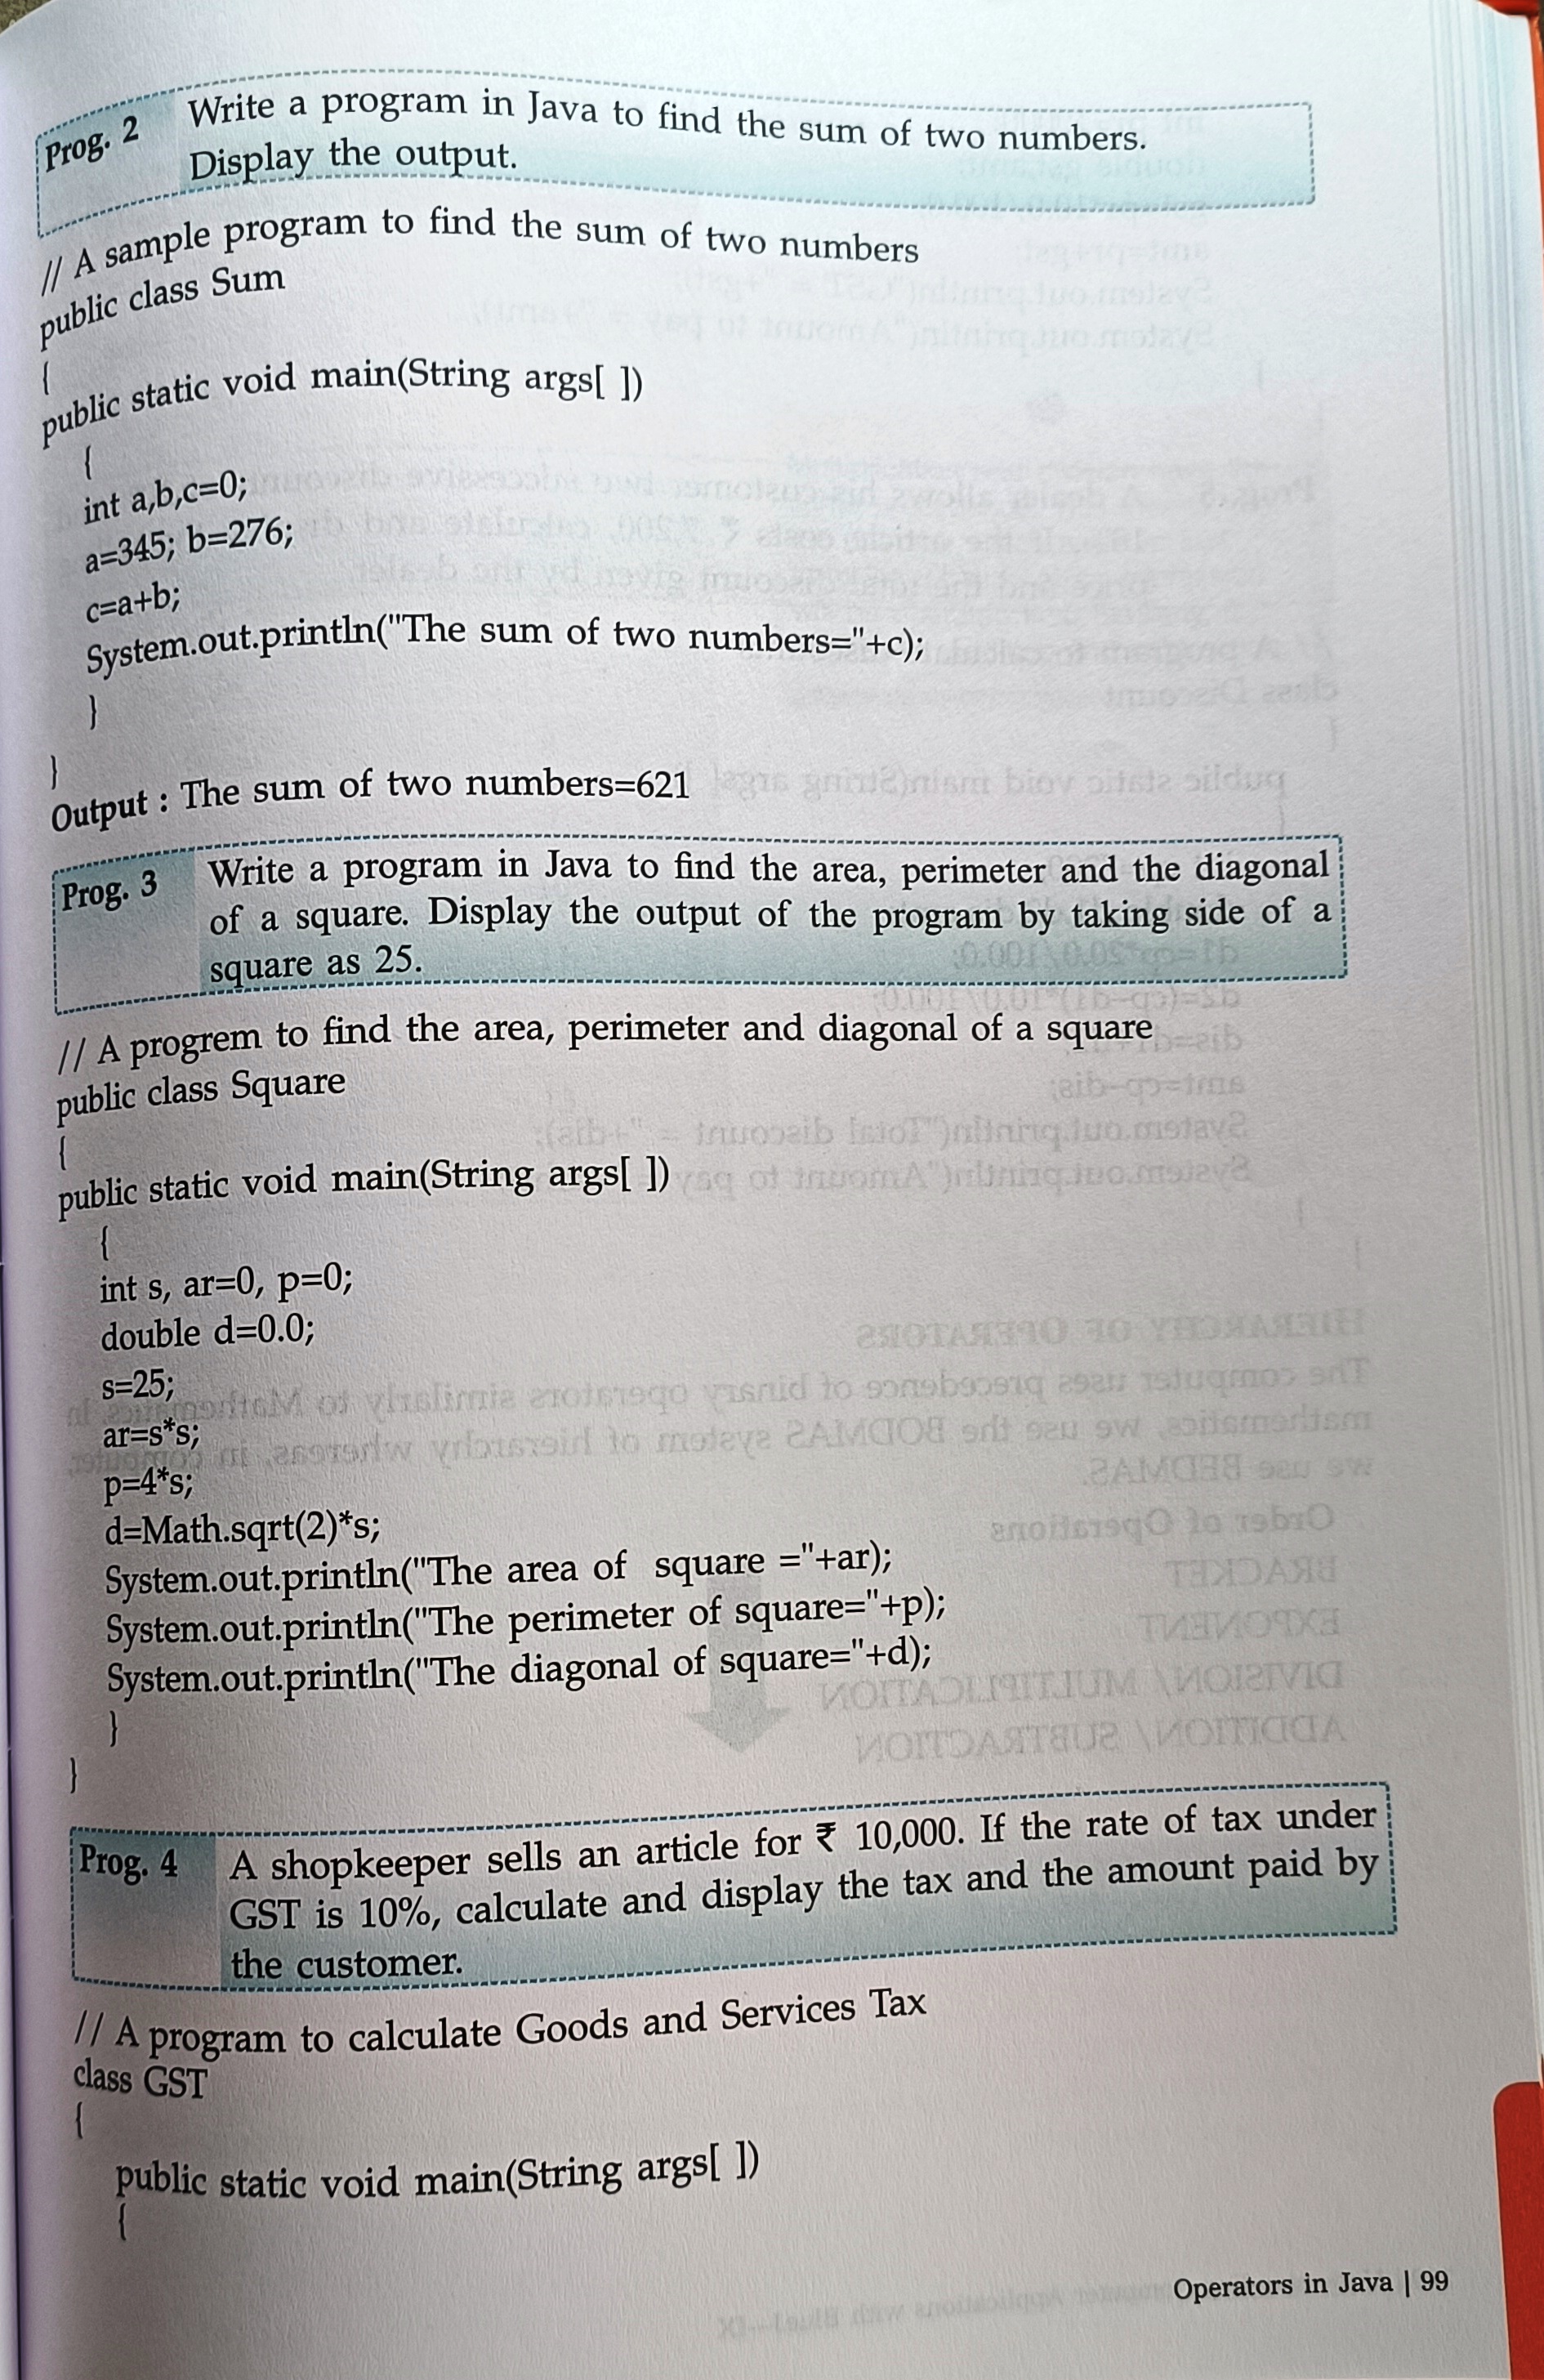 Prog. 2 Write a program in Java to find the sum of two numbers.
Display the output.
// A sample program to find the sum of two numbers
public class Sum
{
public static void main(String args[ ])
{
int a,b,c=0;
a=345; b=276;
c=a+b;
System.out.println("The sum of two numbers="+c);
}
}
Output : The sum of two numbers=621
Prog. 3 Write a program in Java to find the area, perimeter and the diagonal
of a square. Display the output of the program by taking side of a
square as 25.
// A progrem to find the area, perimeter and diagonal of a square
public class Square
{
public static void main(String args[ ])
{
int s, ar=0, p=0;
double d=0.0;
s=25;
ar=s*s;
p=4*s;
d=Math.sqrt(2)*s;
System.out.println("The area of square ="+ar);
System.out.println("The perimeter of square="+p);
System.out.println("The diagonal of square="+d);
}
}
Prog. 4 A shopkeeper sells an article for ₹ 10,000. If the rate of tax under
GST is 10%, calculate and display the tax and the amount paid by
the customer.
// A program to calculate Goods and Services Tax
class GST
{
public static void main(String args[ ])
{
Operators in Java | 99